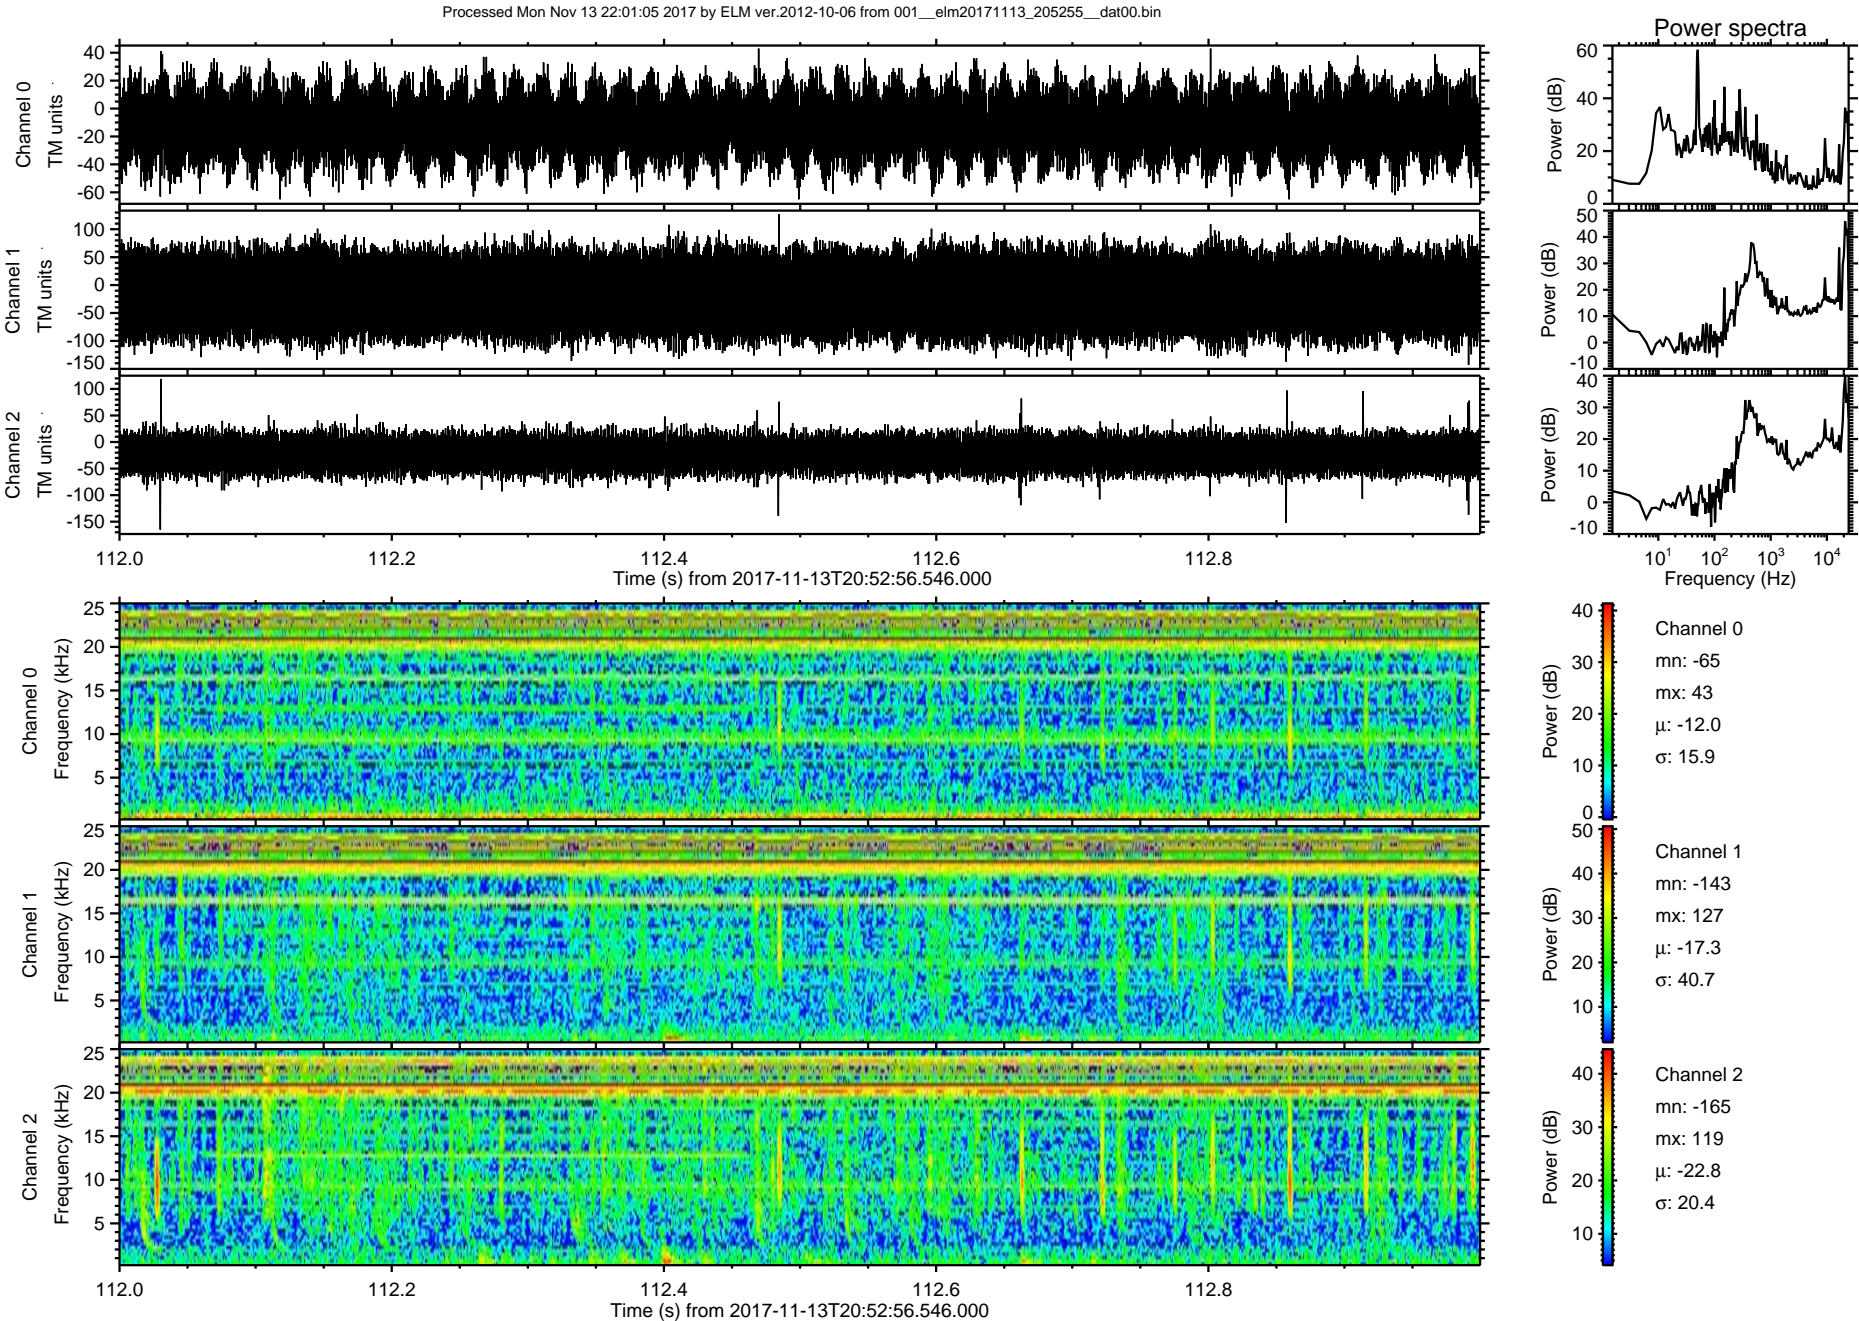 Processed Mon Nov 13 22:01:05 2017 by ELM ver.2012-10-06 from 001__elm20171113_205255__dat00.bin
Power spectra
Channel 0
TM units
40
20
0
-20
-40
-60
Power (dB)
60
40
20
0
Channel 1
TM units
100
50
0
-50
-100
-150
Power (dB)
50
40
30
20
10
0
-10
Channel 2
TM units
100
50
0
-50
-100
-150
Power (dB)
40
30
20
10
0
-10
112.0 112.2 112.4 112.6 112.8
Time (s) from 2017-11-13T20:52:56.546.000
10^1 10^2 10^3 10^4
Frequency (Hz)
Channel 0
Frequency (kHz)
25
20
15
10
5
Power (dB)
40
30
20
10
0
Channel 0
mn: -65
mx: 43
μ: -12.0
σ: 15.9
Channel 1
Frequency (kHz)
25
20
15
10
5
Power (dB)
50
40
30
20
10
Channel 1
mn: -143
mx: 127
μ: -17.3
σ: 40.7
Channel 2
Frequency (kHz)
25
20
15
10
5
Power (dB)
40
30
20
10
Channel 2
mn: -165
mx: 119
μ: -22.8
σ: 20.4
112.0 112.2 112.4 112.6 112.8
Time (s) from 2017-11-13T20:52:56.546.000